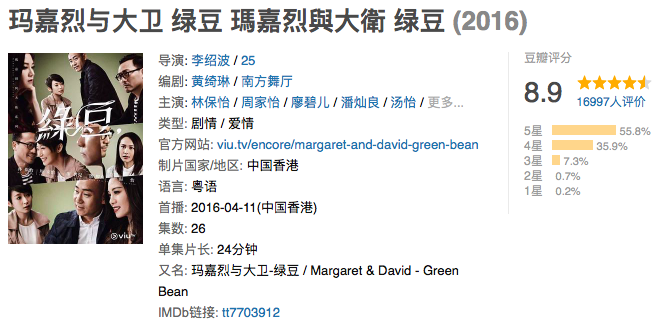 玛嘉烈与大卫 绿豆 瑪嘉烈與大衛 绿豆 (2016)
綠豆.
viu
导演: 李绍波 / 25
编剧: 黄绮琳 / 南方舞厅
主演: 林保怡 / 周家怡 / 廖碧儿 / 潘灿良 / 汤怡 / 更多...
类型: 剧情 / 爱情
官方网站: viu.tv/encore/margaret-and-david-green-bean
制片国家/地区: 中国香港
语言: 粤语
首播: 2016-04-11(中国香港)
集数: 26
单集片长: 24分钟
又名: 玛嘉烈与大卫-绿豆 / Margaret & David - Green
Bean
IMDb链接: tt7703912
豆瓣评分
8.9
16997人评价
5星 55.8%
4星 35.9%
3星 7.3%
2星 0.7%
1星 0.2%